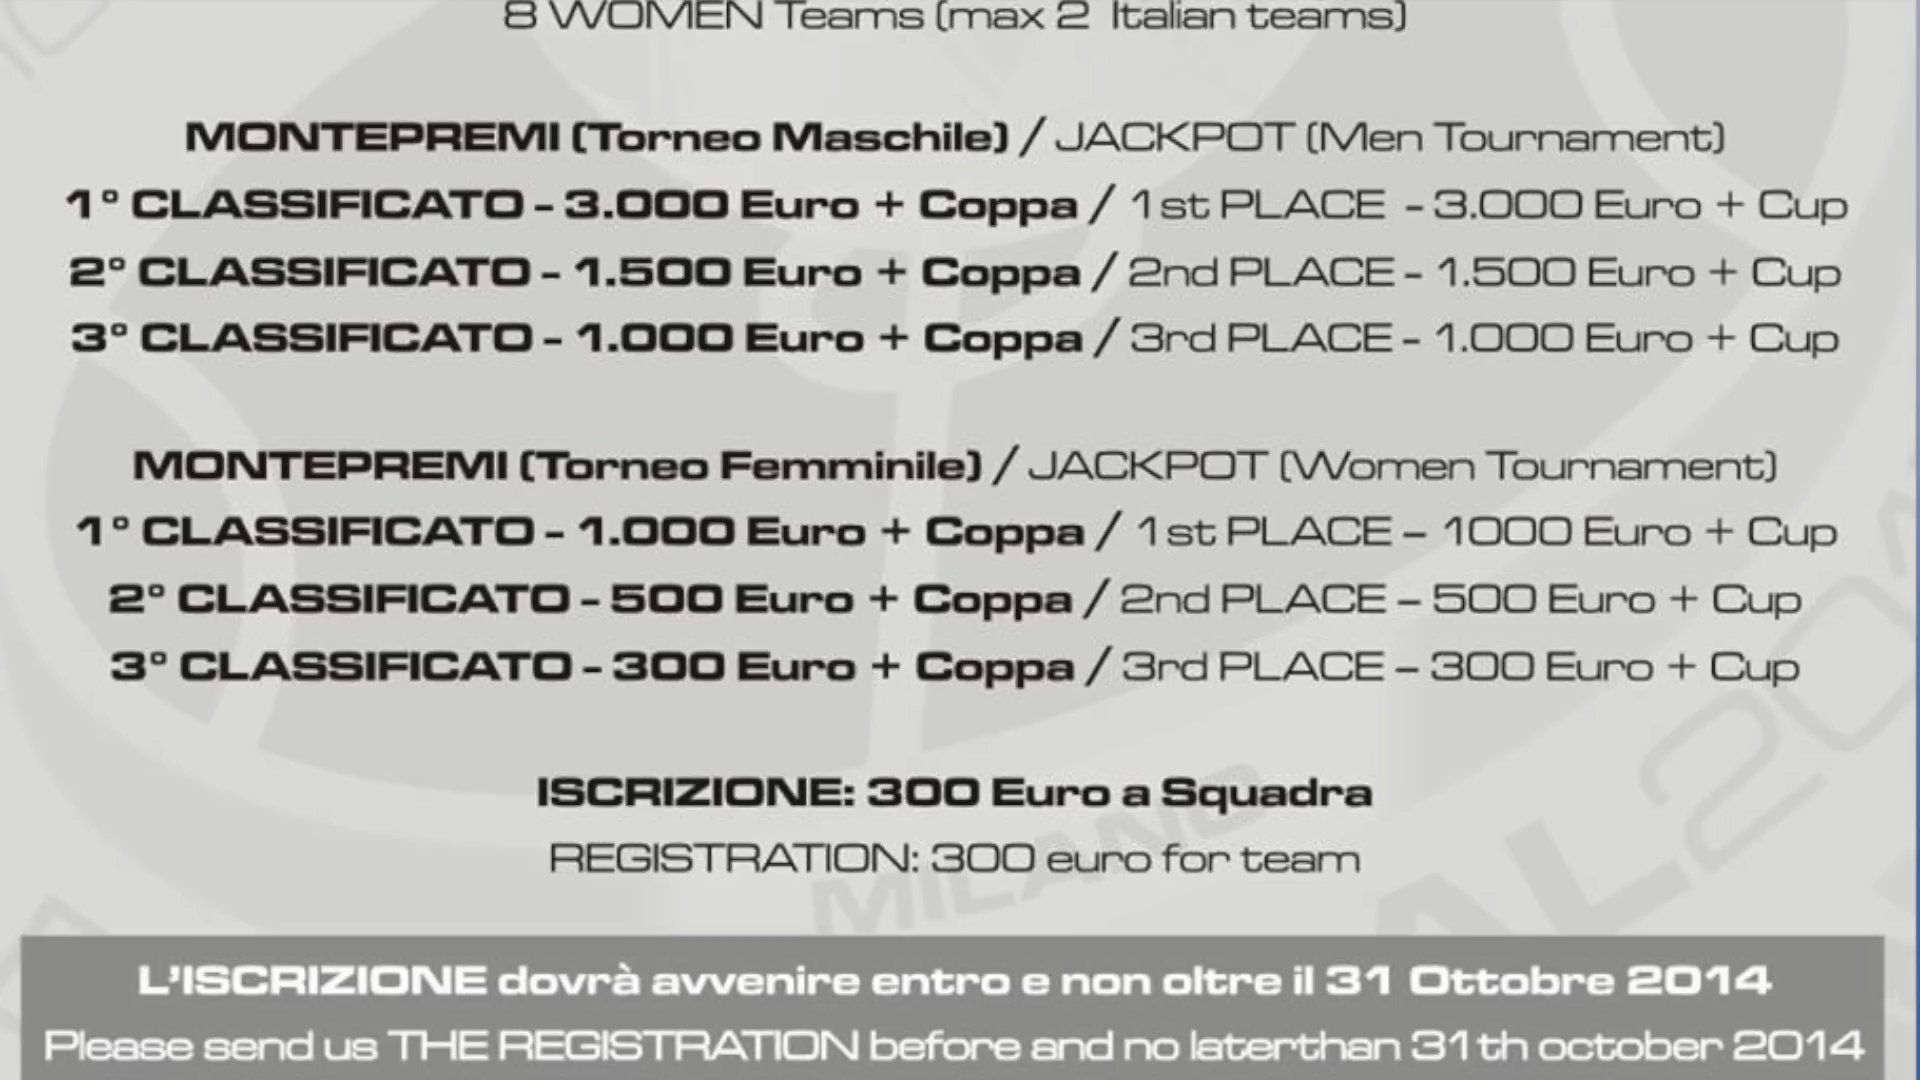 8 WOMEN Teams (max 2 Italian teams)
MONTEPREMI (Torneo Maschile) / JACKPOT (Men Tournament)
1° CLASSIFICATO - 3.000 Euro + Coppa / 1st PLACE - 3.000 Euro + Cup
2° CLASSIFICATO - 1.500 Euro + Coppa / 2nd PLACE - 1.500 Euro + Cup
3° CLASSIFICATO - 1.000 Euro + Coppa / 3rd PLACE - 1.000 Euro + Cup
MONTEPREMI (Torneo Femminile) / JACKPOT (Women Tournament)
1° CLASSIFICATO - 1.000 Euro + Coppa / 1st PLACE – 1000 Euro + Cup
2° CLASSIFICATO - 500 Euro + Coppa / 2nd PLACE – 500 Euro + Cup
3° CLASSIFICATO - 300 Euro + Coppa / 3rd PLACE – 300 Euro + Cup
ISCRIZIONE: 300 Euro a Squadra
REGISTRATION: 300 euro for team
MILANO
L'ISCRIZIONE dovrà avvenire entro e non oltre il 31 Ottobre 2014
Please send us THE REGISTRATION before and no laterthan 31th october 2014